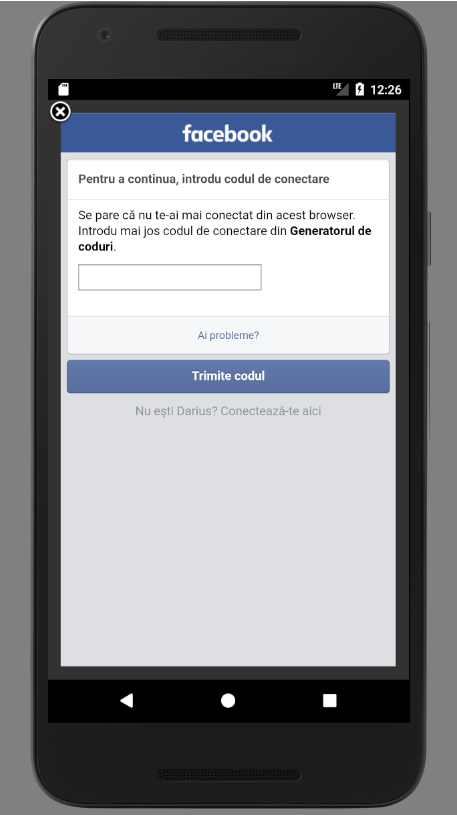 LTE 12:26
facebook
Pentru a continua, introdu codul de conectare
Se pare că nu te-ai mai conectat din acest browser.
Introdu mai jos codul de conectare din Generatorul de
coduri.
Ai probleme?
Trimite codul
Nu eşti Darius? Conectează-te aici